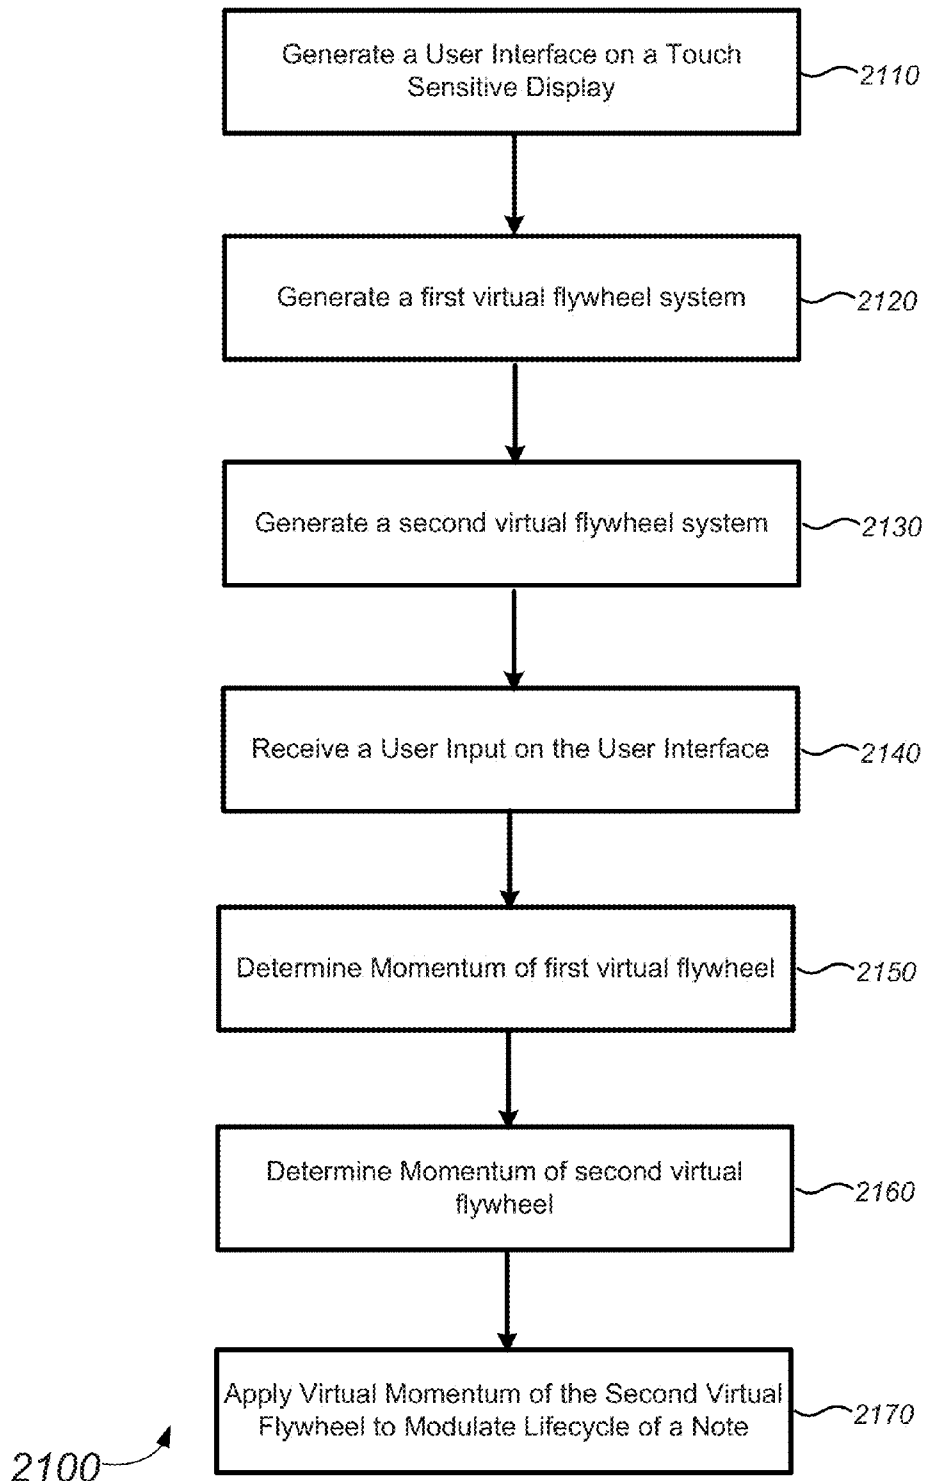 Generate a User Interface on a Touch
Sensitive Display
2110
Generate a first virtual flywheel system
2120
Generate a second virtual flywheel system
2130
Receive a User Input on the User Interface
2140
Determine Momentum of first virtual flywheel
2150
Determine Momentum of second virtual
flywheel
2160
Apply Virtual Momentum of the Second Virtual
Flywheel to Modulate Lifecycle of a Note
2170
2100